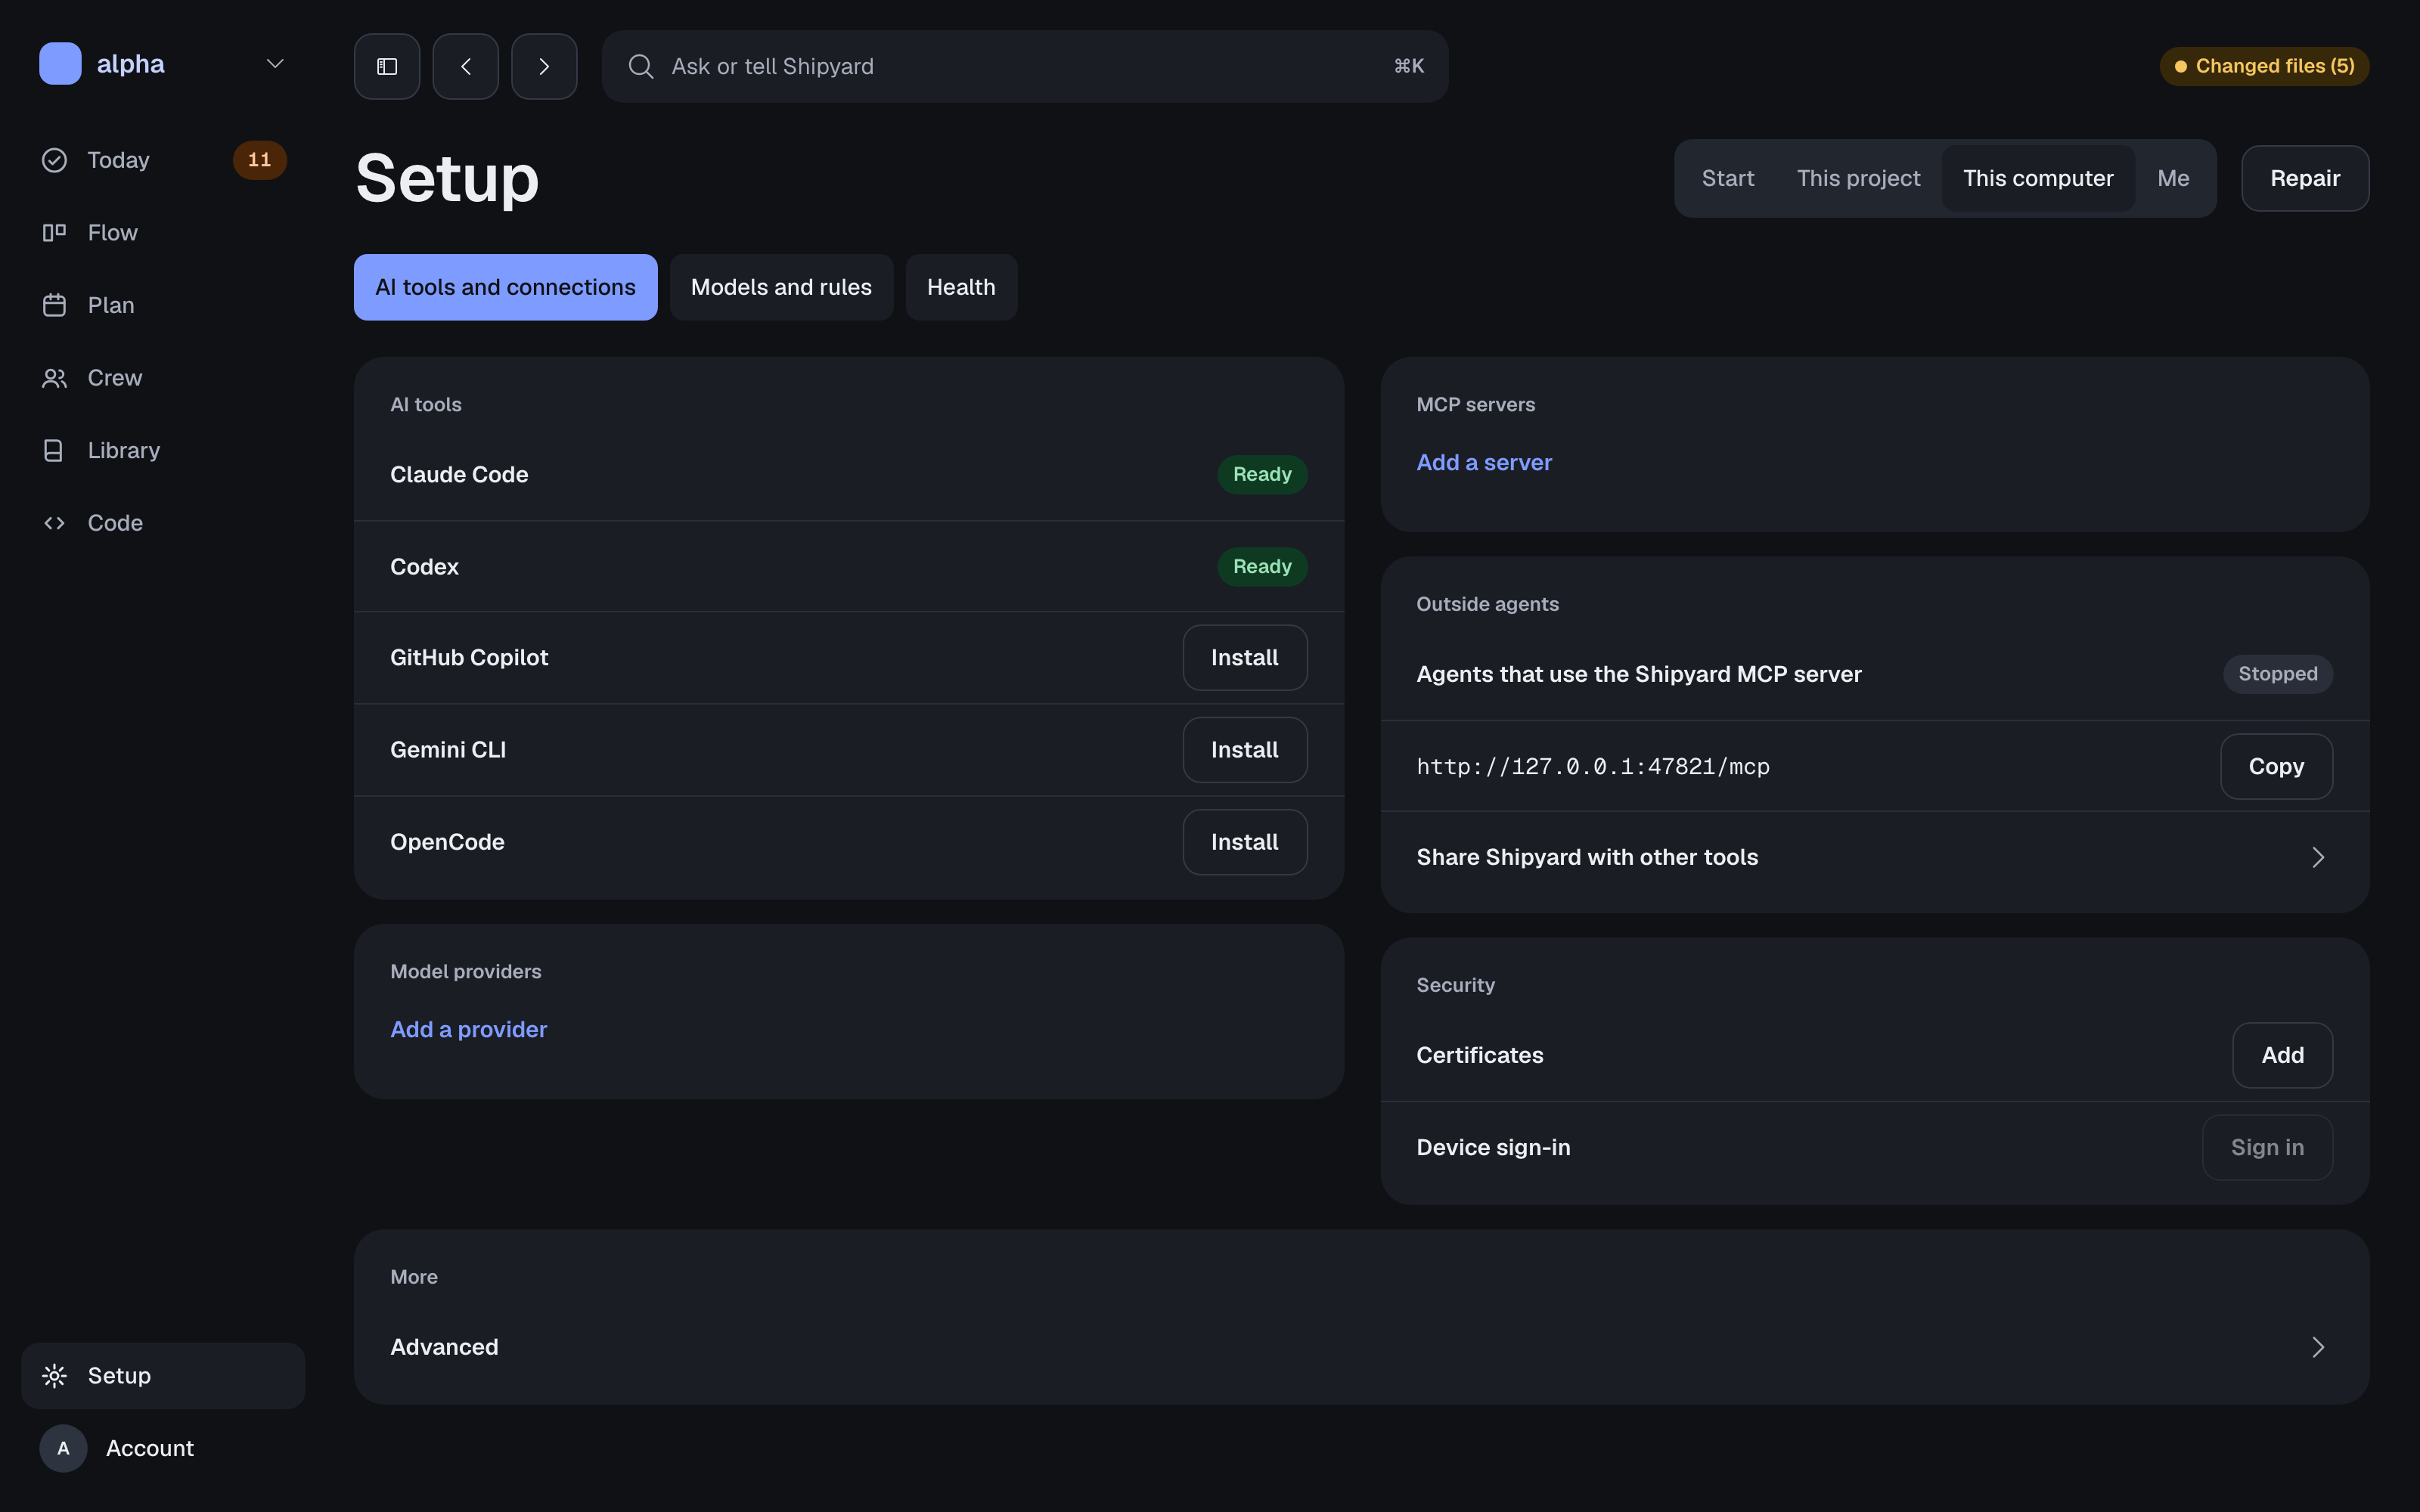 alpha
Ask or tell Shipyard
⌘K
Changed files (5)
Today
11
Flow
Plan
Crew
Library
Code
Setup
Account
A
Setup
Start
This project
This computer
Me
Repair
AI tools and connections
Models and rules
Health
AI tools
Claude Code
Ready
Codex
Ready
GitHub Copilot
Install
Gemini CLI
Install
OpenCode
Install
Model providers
Add a provider
MCP servers
Add a server
Outside agents
Agents that use the Shipyard MCP server
Stopped
http://127.0.0.1:47821/mcp
Copy
Share Shipyard with other tools
Security
Certificates
Add
Device sign-in
Sign in
More
Advanced